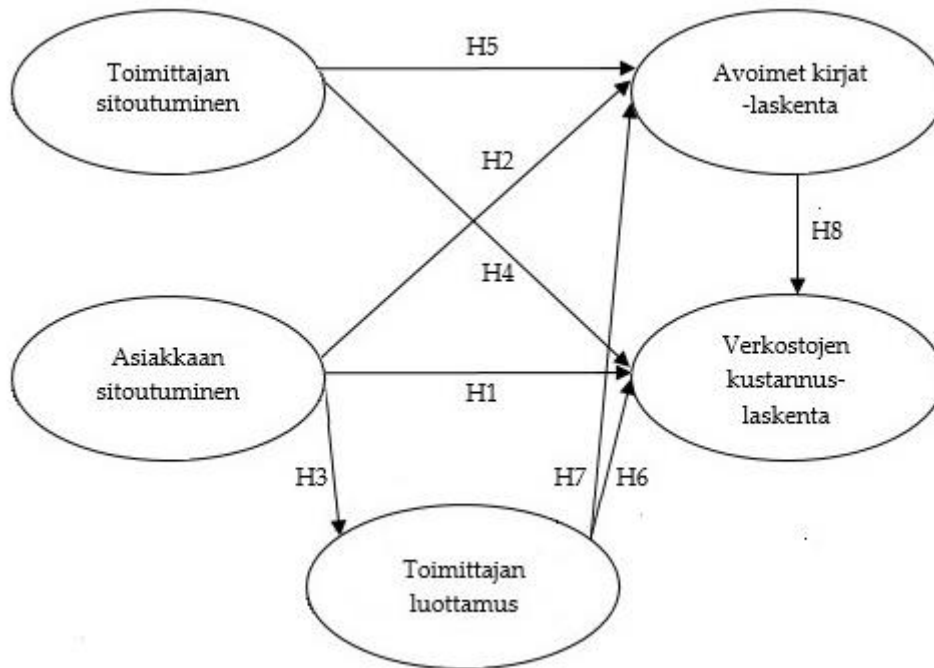 Toimittajan
sitoutuminen
H5
Avoimet kirjat
-laskenta
H2
H8
H4
Asiakkaan
sitoutuminen
H1
Verkostojen
kustannus-
laskenta
H3
H7
H6
Toimittajan
luottamus